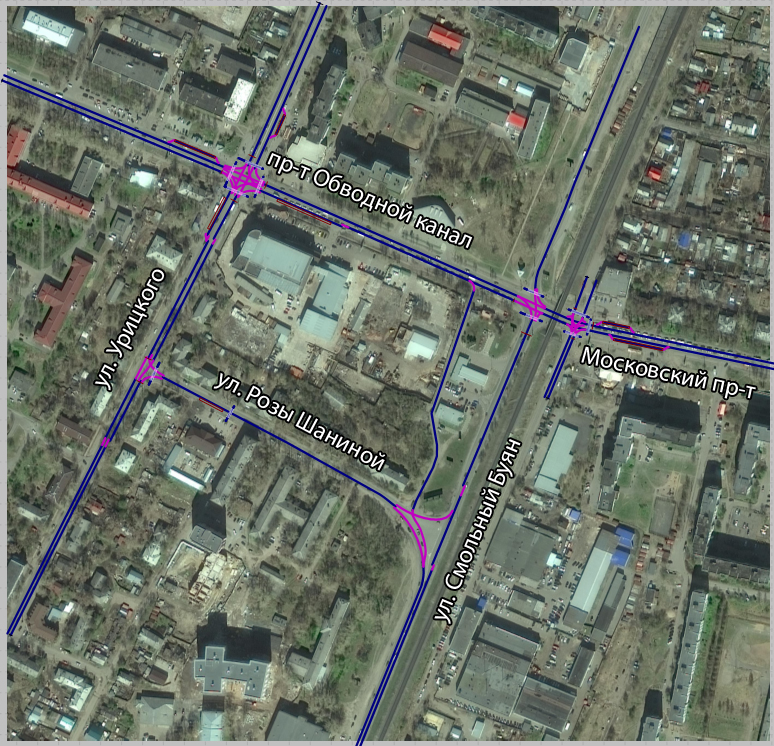 пр-т Обводной канал
ул. Урицкого
ул. Розы Шаниной
Московский пр-т
ул. Смольный Буян